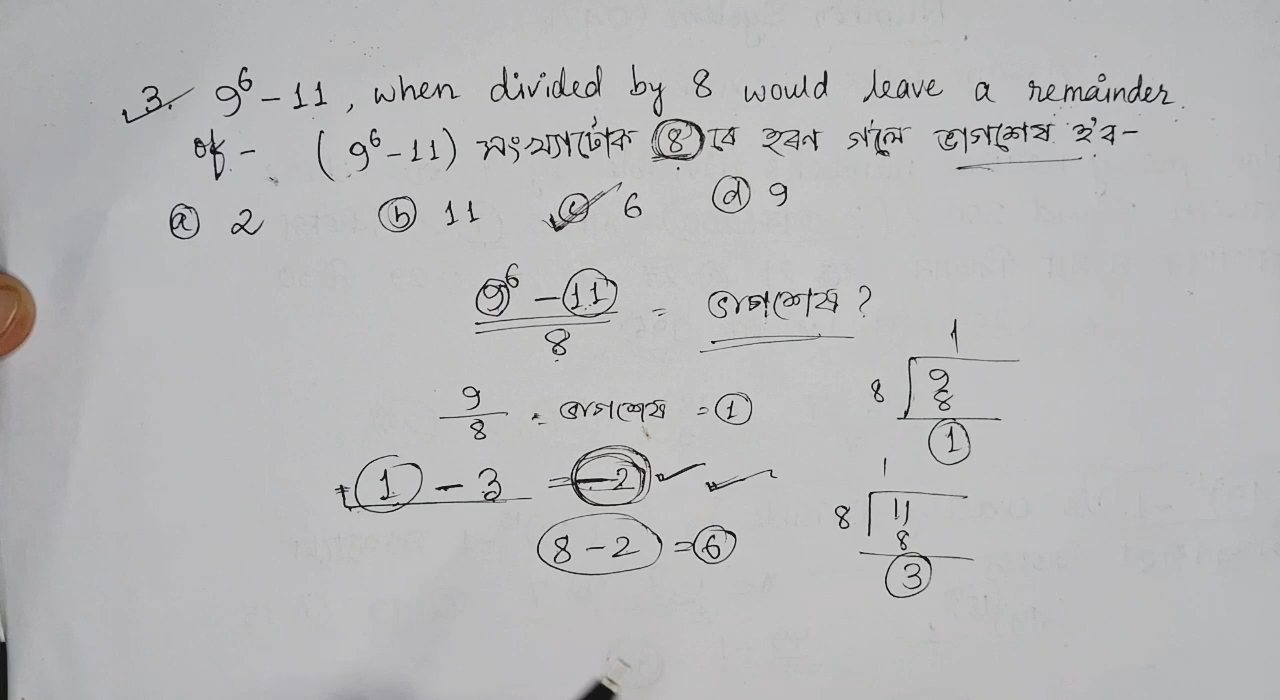 3. 9⁶ - 11, when divided by 8 would leave a remainder
of - (9⁶ - 11) সংখ্যাটোক 8 ৰে হৰণ গলে ভাগশেষ হ'ব -
ⓐ 2 ⓑ 11 ⓒ 6 ⓓ 9
9⁶ - 11
8
= ভাগশেষ ?
9
8
= ভাগশেষ = 1
1
8 9
8
1
1 - 3 = -2
8 - 2 = 6
1
8 11
8
3